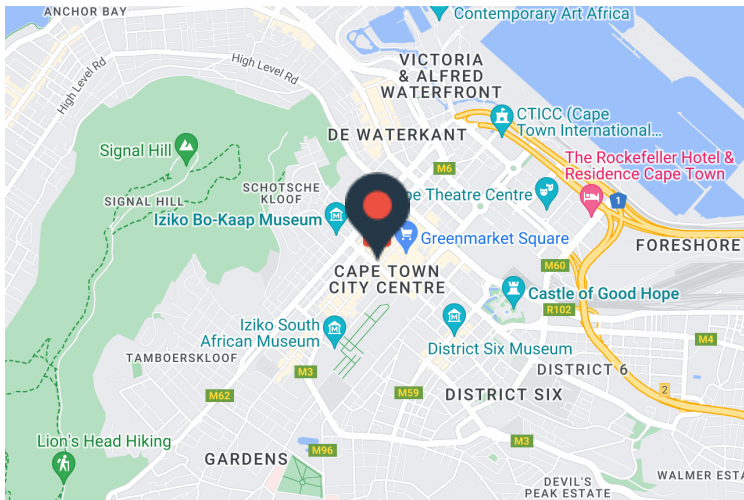 ANCHOR BAY
Contemporary Art Africa
High Level Rd
High Level Rd
VICTORIA
& ALFRED
WATERFRONT
CTICC (Cape
Town International...
DE WATERKANT
Signal Hill
M6
The Rockefeller Hotel &
Residence Cape Town
SCHOTSCHE
KLOOF
SIGNAL HILL
pe Theatre Centre
1
Iziko Bo-Kaap Museum
Greenmarket Square
FORESHORE
M60
CAPE TOWN
CITY CENTRE
Castle of Good Hope
R102
Iziko South
African Museum
District Six Museum
M4
TAMBOERSKLOOF
DISTRICT 6
M3
M62
M59
DISTRICT SIX
2
Lion's Head Hiking
M3
M96
GARDENS
DEVIL'S
PEAK ESTATE
WALMER ESTA